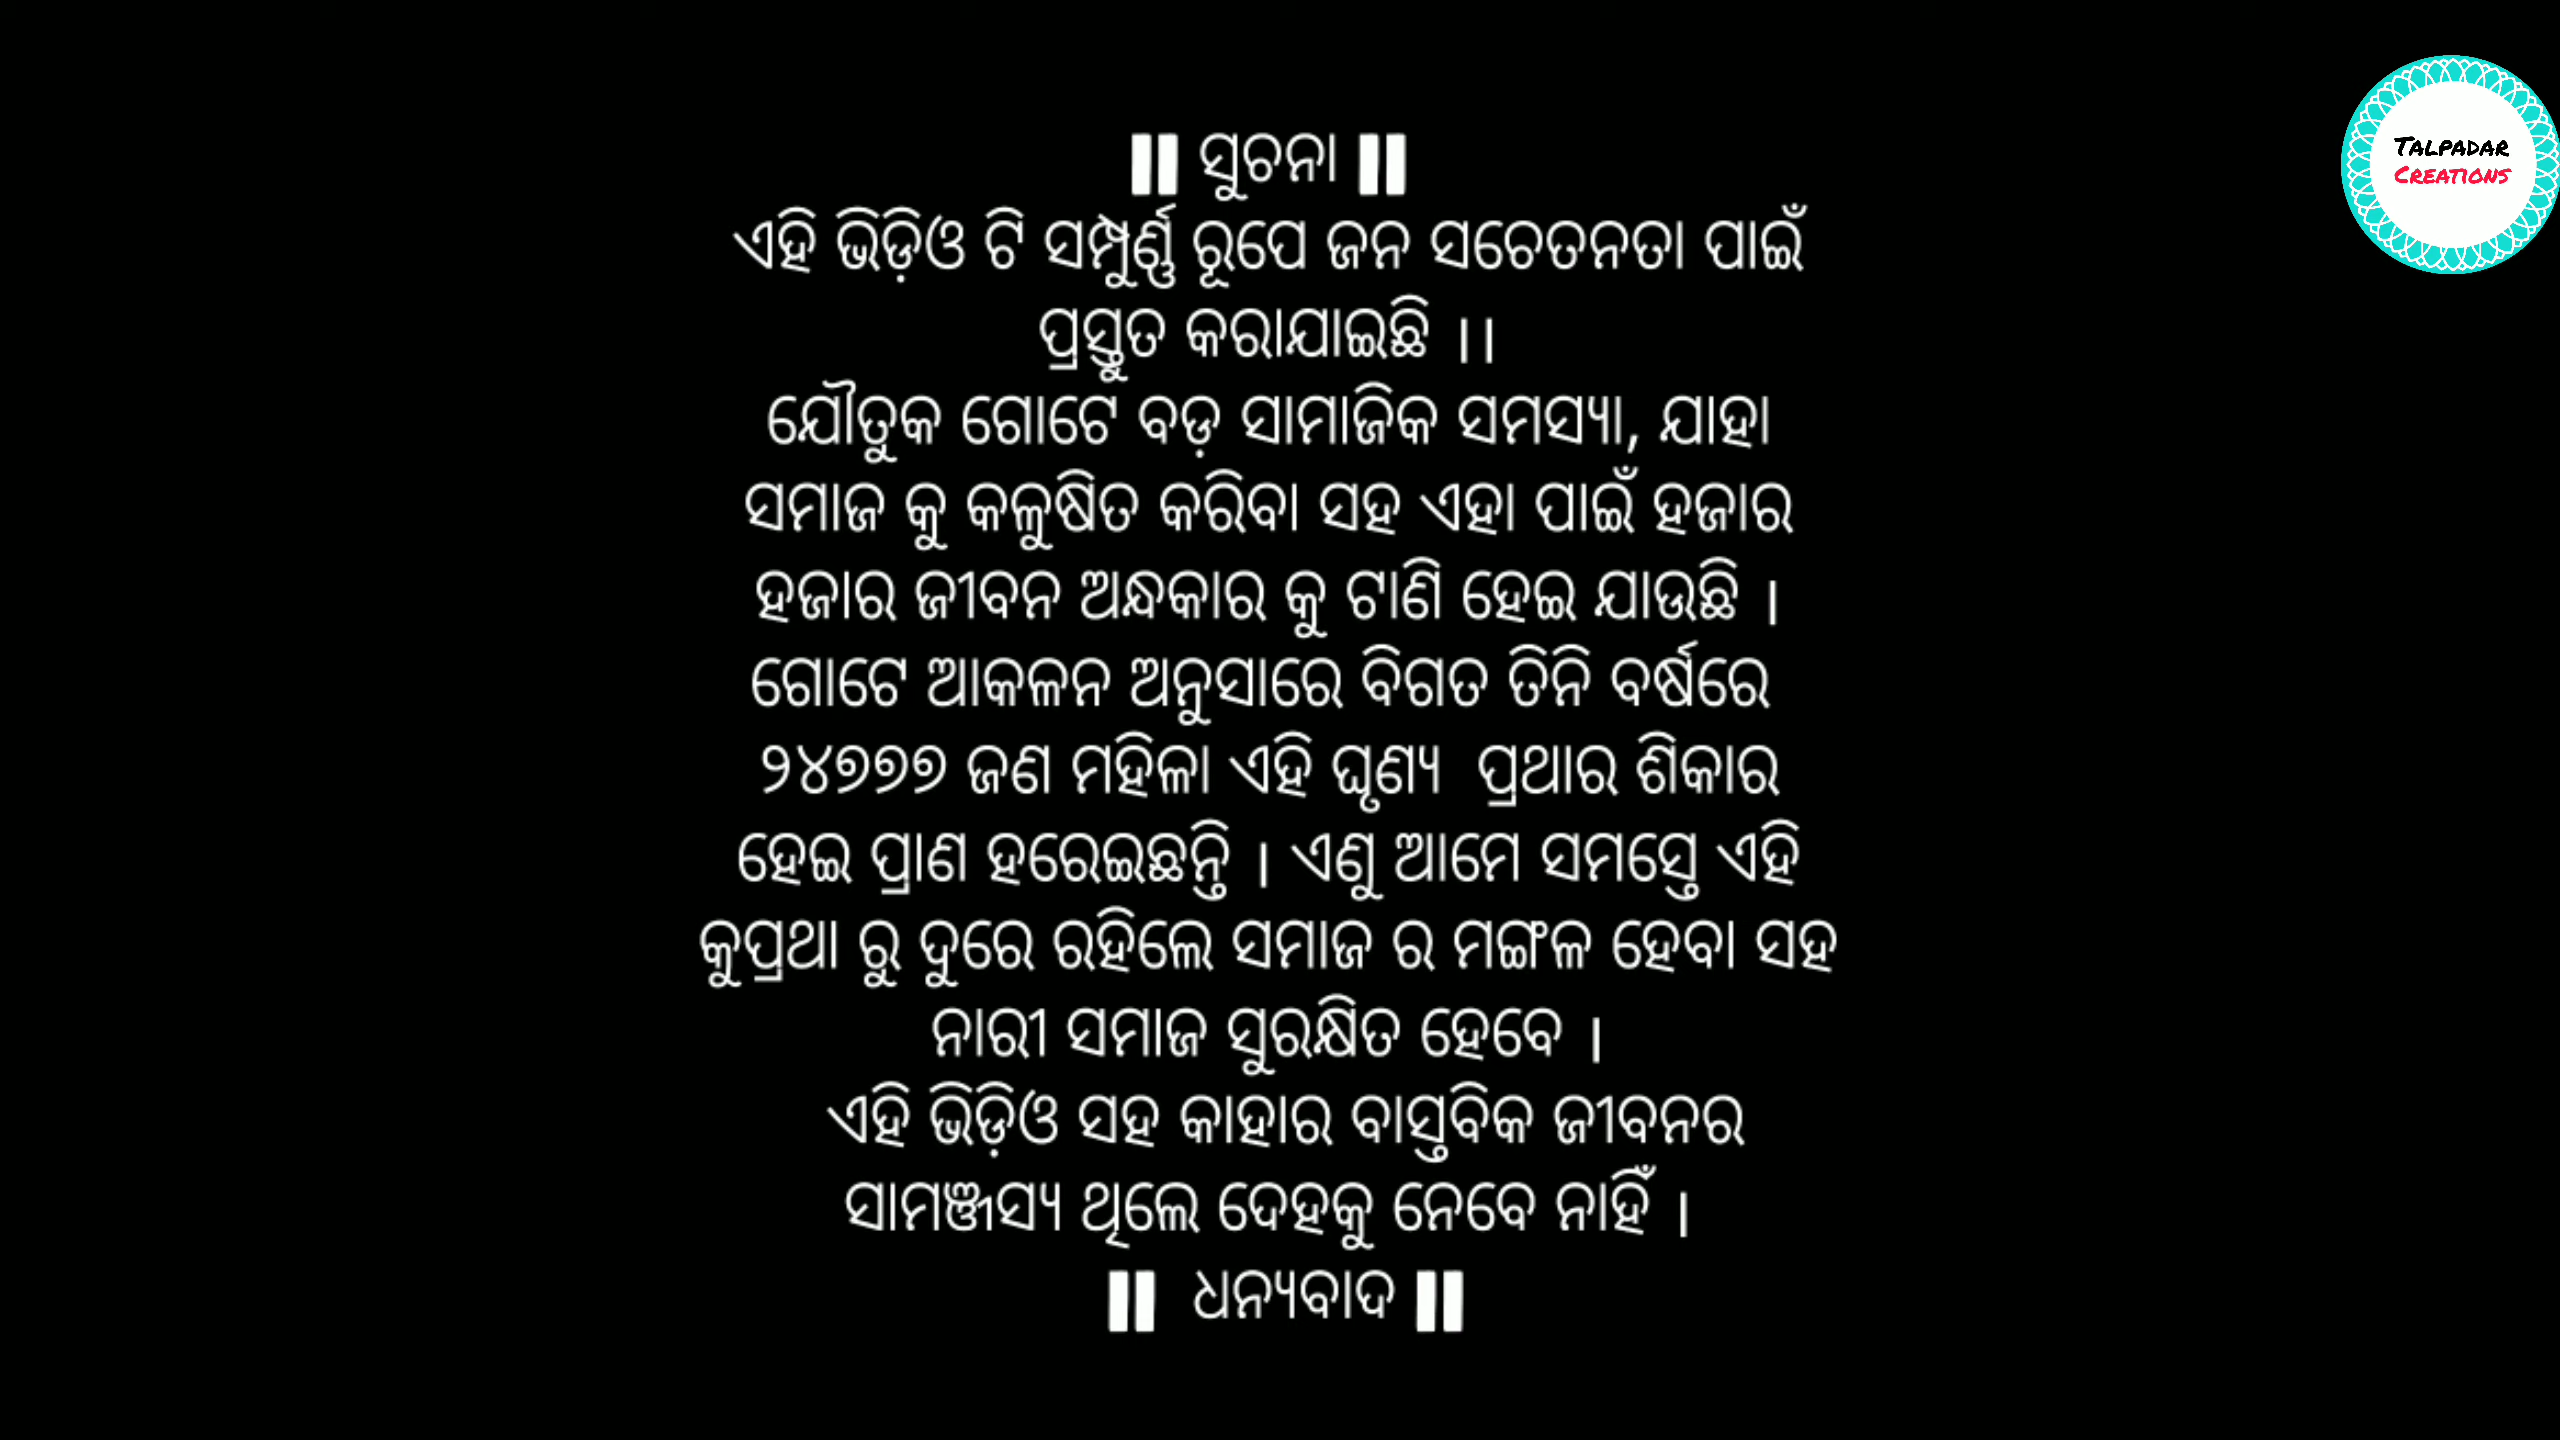 || ସୁଚନା ||
ଏହି ଭିଡ଼ିଓ ଟି ସମ୍ପୁର୍ଣ୍ଣ ରୂପେ ଜନ ସଚେତନତା ପାଇଁ
ପ୍ରସ୍ତୁତ କରାଯାଇଛି ।।
ଯୌତୁକ ଗୋଟେ ବଡ଼ ସାମାଜିକ ସମସ୍ୟା, ଯାହା
ସମାଜ କୁ କଳୁଷିତ କରିବା ସହ ଏହା ପାଇଁ ହଜାର
ହଜାର ଜୀବନ ଅନ୍ଧକାର କୁ ଟାଣି ହେଇ ଯାଉଛି ।
ଗୋଟେ ଆକଳନ ଅନୁସାରେ ବିଗତ ତିନି ବର୍ଷରେ
୨୪୭୭୭ ଜଣ ମହିଳା ଏହି ଘୃଣ୍ୟ ପ୍ରଥାର ଶିକାର
ହେଇ ପ୍ରାଣ ହରେଇଛନ୍ତି । ଏଣୁ ଆମେ ସମସ୍ତେ ଏହି
କୁପ୍ରଥା ରୁ ଦୁରେ ରହିଲେ ସମାଜ ର ମଙ୍ଗଳ ହେବା ସହ
ନାରୀ ସମାଜ ସୁରକ୍ଷିତ ହେବେ ।
ଏହି ଭିଡ଼ିଓ ସହ କାହାର ବାସ୍ତବିକ ଜୀବନର
ସାମଞ୍ଜସ୍ୟ ଥିଲେ ଦେହକୁ ନେବେ ନାହିଁ ।
|| ଧନ୍ୟବାଦ ||
TALPADAR
CREATIONS